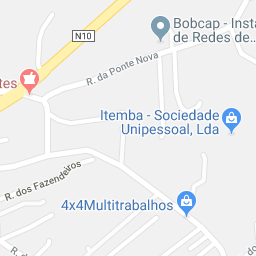 Bobcap - Insta
de Redes de...
N10
R. da Ponte Nova
tes
Itemba - Sociedade
Unipessoal, Lda
R. dos Fazendeiros
4x4Multitrabalhos